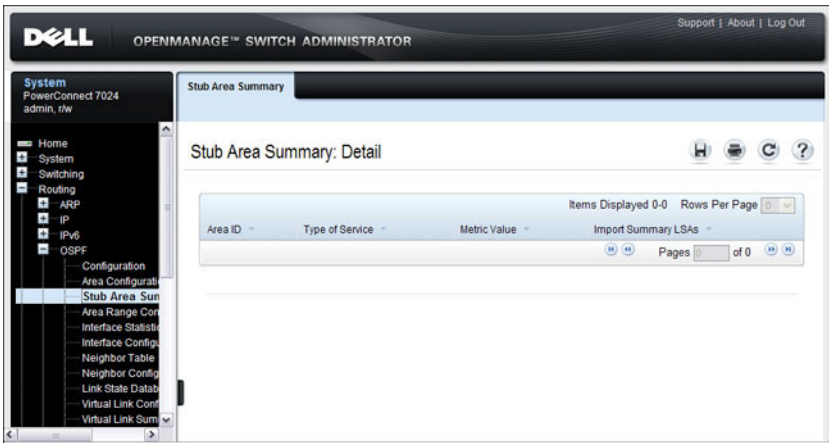 Support | About | Log Out
DELL OPENMANAGE™ SWITCH ADMINISTRATOR
System
PowerConnect 7024
admin, r/w
Home
System
Switching
Routing
ARP
IP
IPv6
OSPF
Configuration
Area Configurati
Stub Area Sum
Area Range Con
Interface Statistic
Interface Configu
Neighbor Table
Neighbor Config
Link State Datab
Virtual Link Conf
Virtual Link Sum
Stub Area Summary
Stub Area Summary: Detail
Items Displayed 0-0 Rows Per Page 0
Area ID Type of Service Metric Value Import Summary LSAs
Pages 0 of 0